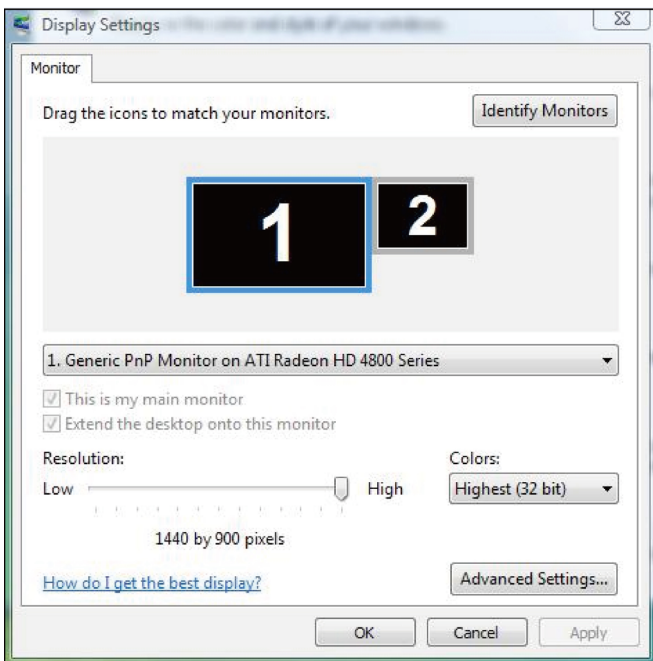 Display Settings
Monitor
Drag the icons to match your monitors.
Identify Monitors
1
2
1. Generic PnP Monitor on ATI Radeon HD 4800 Series
This is my main monitor
Extend the desktop onto this monitor
Resolution:
Colors:
Low
High
Highest (32 bit)
1440 by 900 pixels
How do I get the best display?
Advanced Settings...
OK
Cancel
Apply